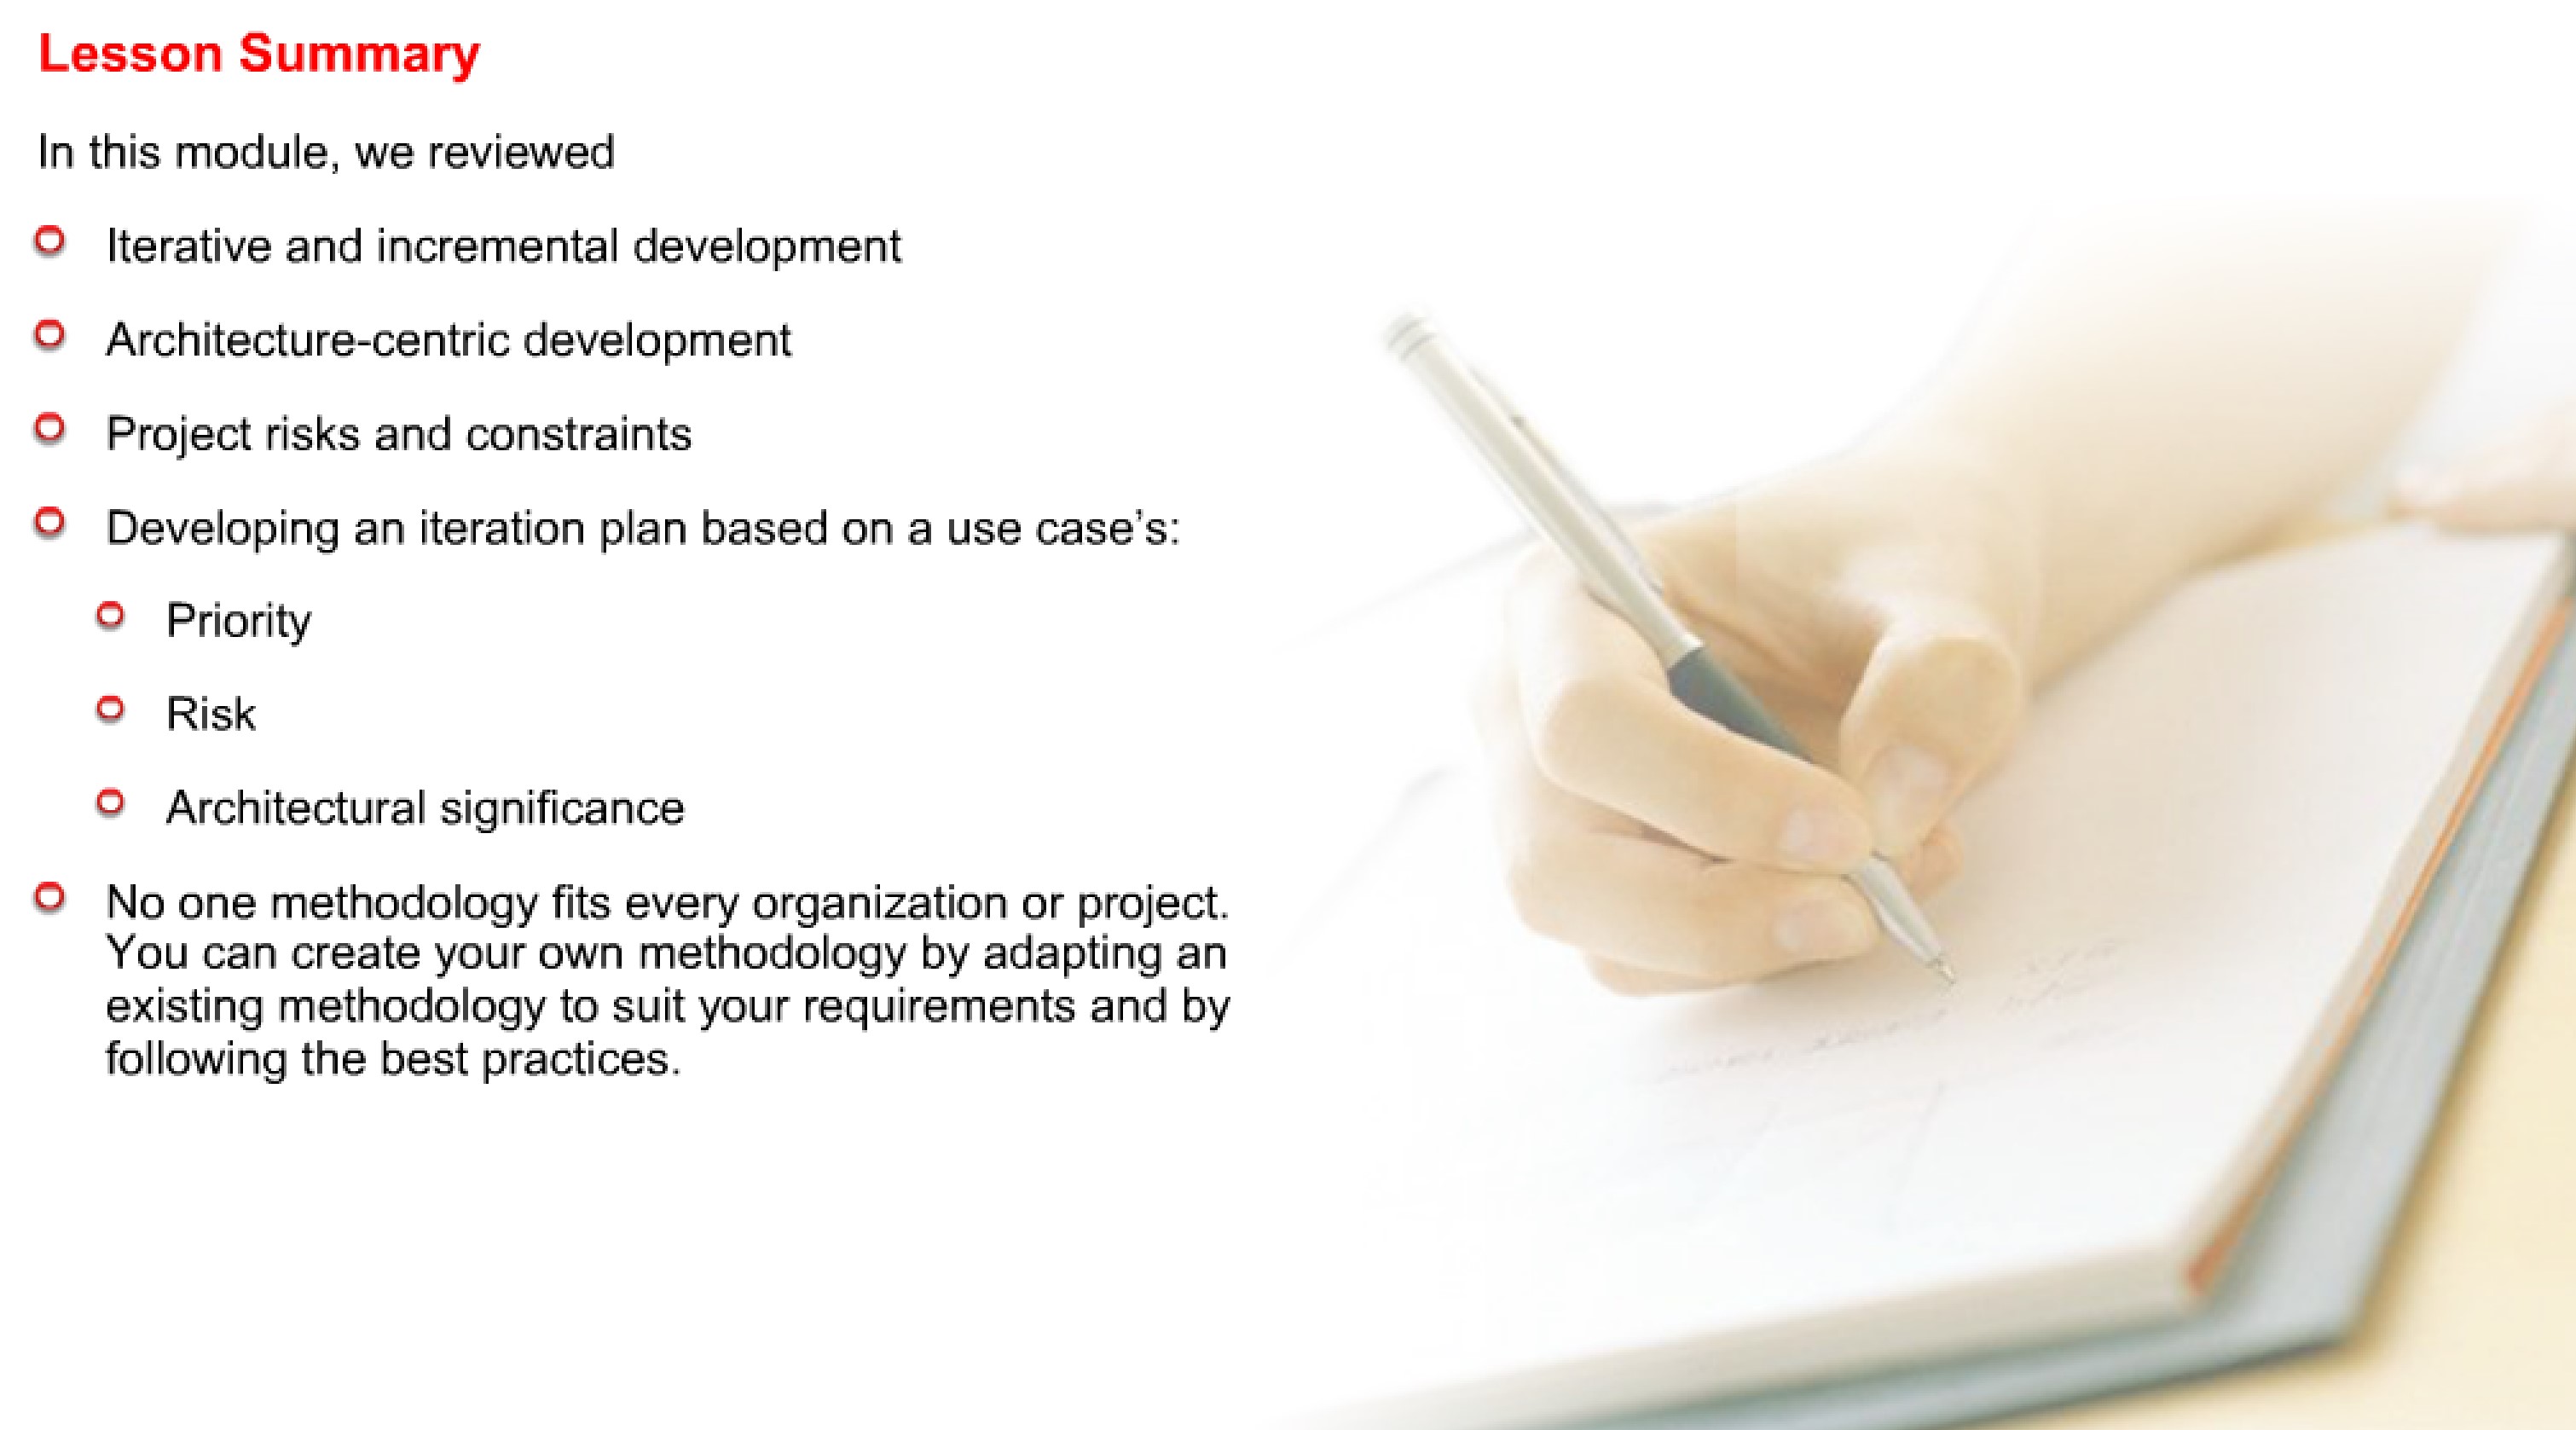 Lesson Summary
In this module, we reviewed
Iterative and incremental development
Architecture-centric development
Project risks and constraints
Developing an iteration plan based on a use case’s:
Priority
Risk
Architectural significance
No one methodology fits every organization or project.
You can create your own methodology by adapting an
existing methodology to suit your requirements and by
following the best practices.